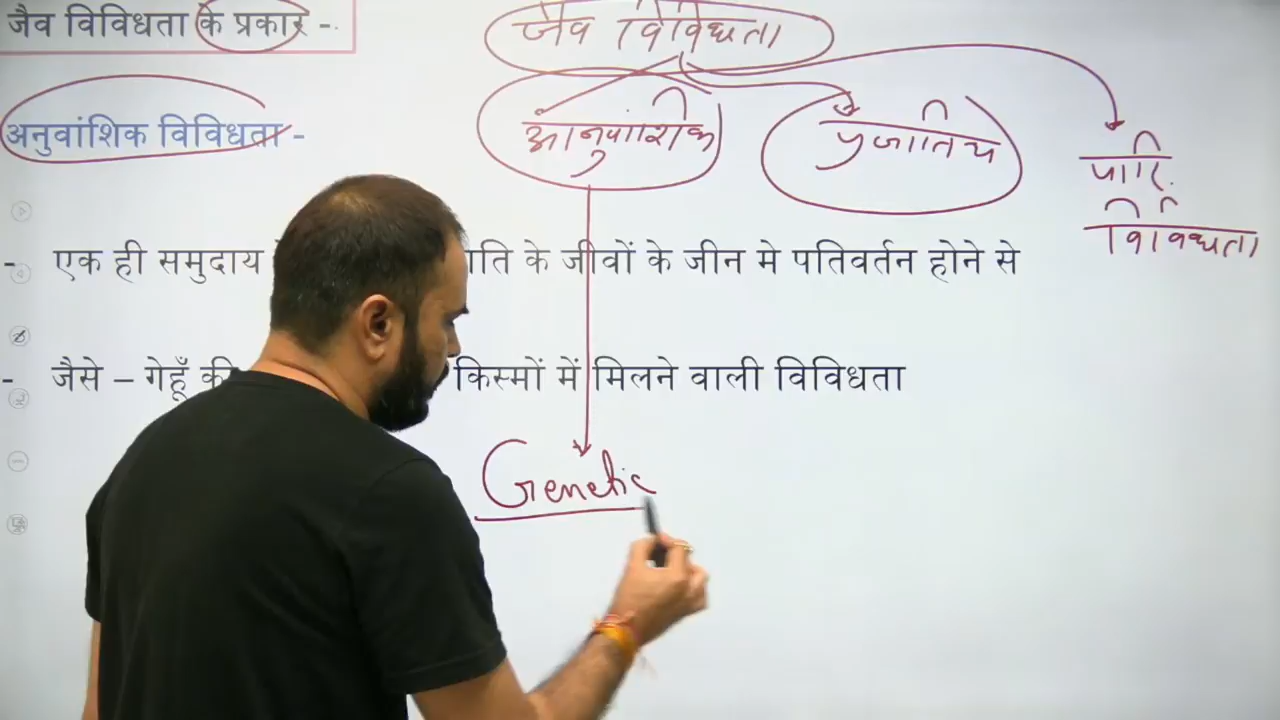 जैव विविधता के प्रकार -
जैव विविधता
अनुवांशिक विविधता -
आनुवांशिक
प्रजातिय
पारि.
विविधता
- एक ही समुदाय के जीवों के जीन मे पतिवर्तन होने से
- जैसे – गेहूँ की किस्मों में मिलने वाली विविधता
Genetic